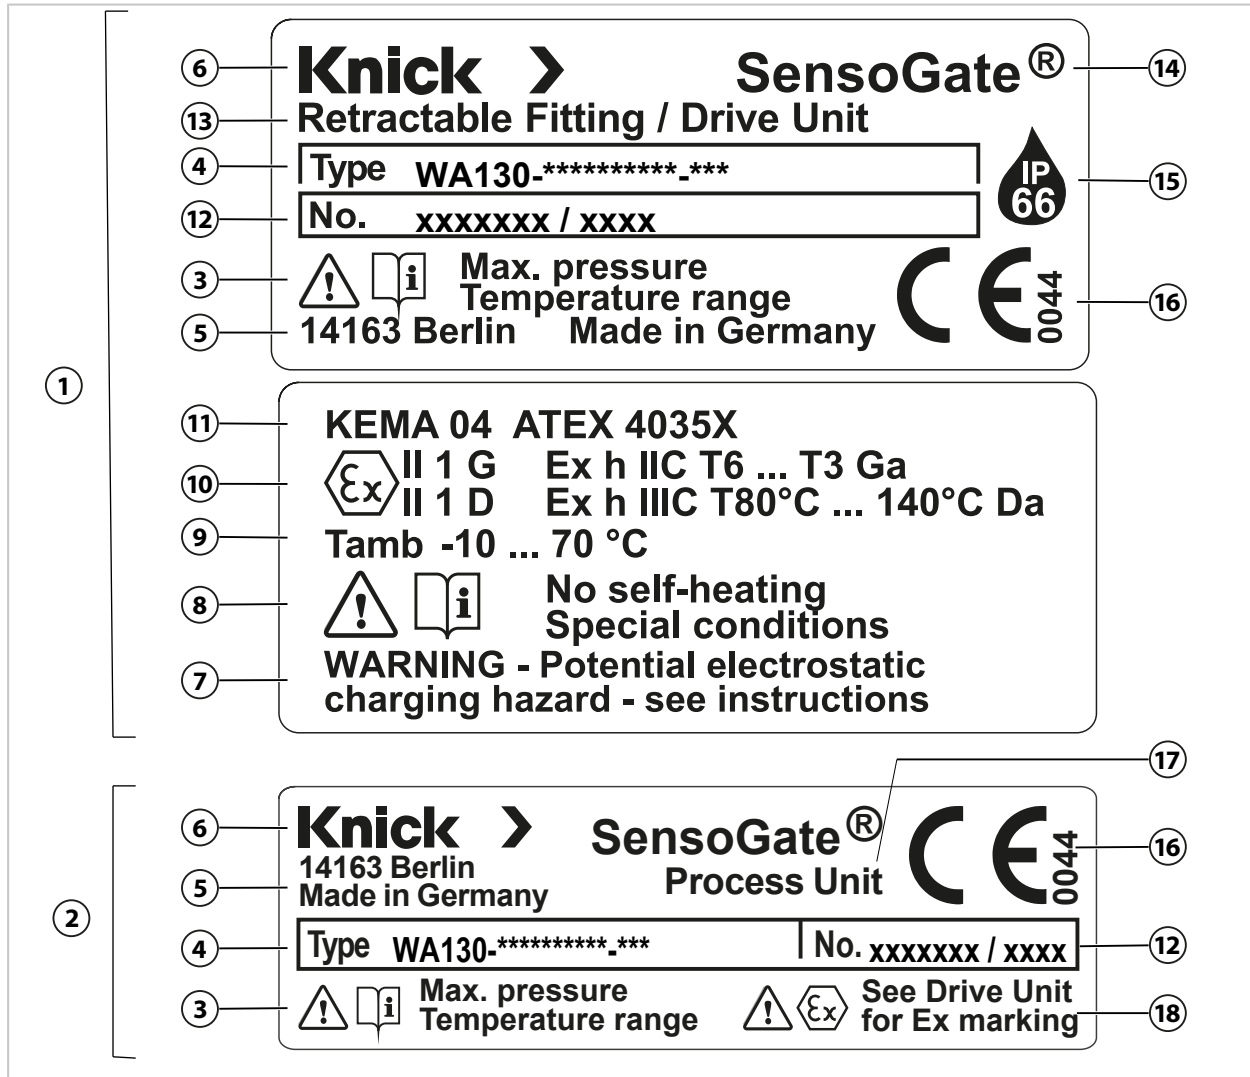 6 Knick SensoGate® 14
13 Retractable Fitting / Drive Unit
4 Type WA130-**********-***
IP 66 15
12 No. xxxxxxx / xxxx
3 Max. pressure
Temperature range
0044 16
5 14163 Berlin Made in Germany
1
11 KEMA 04 ATEX 4035X
10 Ex II 1 G Ex h IIC T6 ... T3 Ga
II 1 D Ex h IIIC T80°C ... 140°C Da
9 Tamb -10 ... 70 °C
8 No self-heating
Special conditions
7 WARNING - Potential electrostatic
charging hazard - see instructions
17
6 Knick SensoGate® CE 0044 16
5 14163 Berlin
Made in Germany
Process Unit
2
4 Type WA130-**********-*** No. xxxxxxx / xxxx 12
3 Max. pressure
Temperature range
Ex See Drive Unit
for Ex marking 18